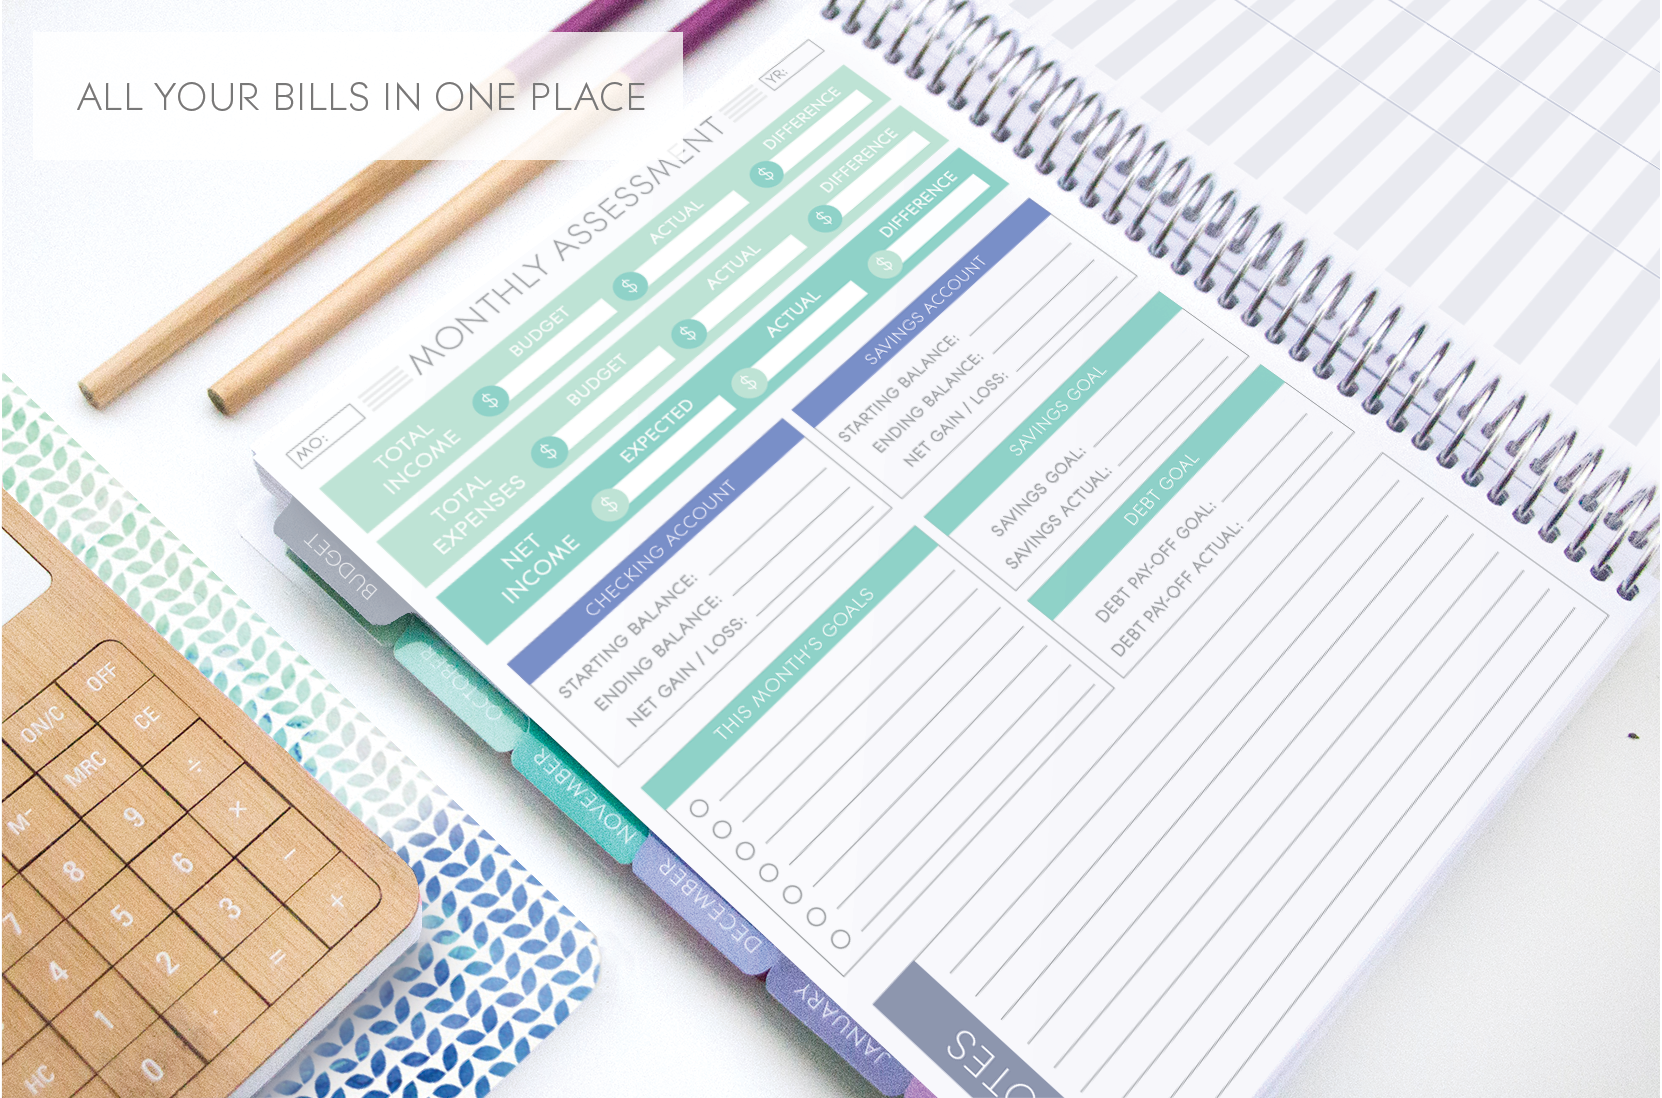 ALL YOUR BILLS IN ONE PLACE
MO:
MONTHLY ASSESSMENT
YR:
TOTAL INCOME
BUDGET
$
ACTUAL
$
DIFFERENCE
$
TOTAL EXPENSES
BUDGET
$
ACTUAL
$
DIFFERENCE
$
NET INCOME
EXPECTED
$
ACTUAL
$
DIFFERENCE
$
CHECKING ACCOUNT
STARTING BALANCE:
ENDING BALANCE:
NET GAIN / LOSS:
SAVINGS ACCOUNT
STARTING BALANCE:
ENDING BALANCE:
NET GAIN / LOSS:
THIS MONTH'S GOALS
SAVINGS GOAL
SAVINGS GOAL:
SAVINGS ACTUAL:
DEBT GOAL
DEBT PAY-OFF GOAL:
DEBT PAY-OFF ACTUAL:
BUDGET
OCTOBER
NOVEMBER
DECEMBER
JANUARY
OFF
ON/C
CE
MRC
÷
M-
9
×
8
6
−
7
5
3
+
4
2
=
1
.
HC
0